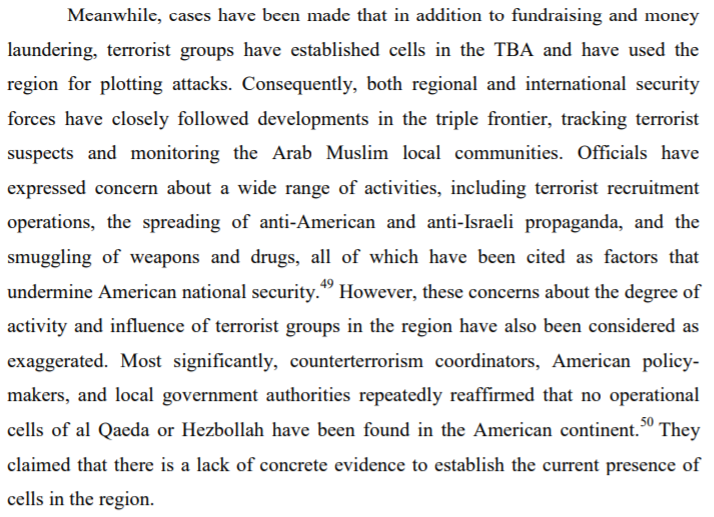 Meanwhile, cases have been made that in addition to fundraising and money
laundering, terrorist groups have established cells in the TBA and have used the
region for plotting attacks. Consequently, both regional and international security
forces have closely followed developments in the triple frontier, tracking terrorist
suspects and monitoring the Arab Muslim local communities. Officials have
expressed concern about a wide range of activities, including terrorist recruitment
operations, the spreading of anti-American and anti-Israeli propaganda, and the
smuggling of weapons and drugs, all of which have been cited as factors that
undermine American national security.49 However, these concerns about the degree of
activity and influence of terrorist groups in the region have also been considered as
exaggerated. Most significantly, counterterrorism coordinators, American policy-
makers, and local government authorities repeatedly reaffirmed that no operational
cells of al Qaeda or Hezbollah have been found in the American continent.50 They
claimed that there is a lack of concrete evidence to establish the current presence of
cells in the region.